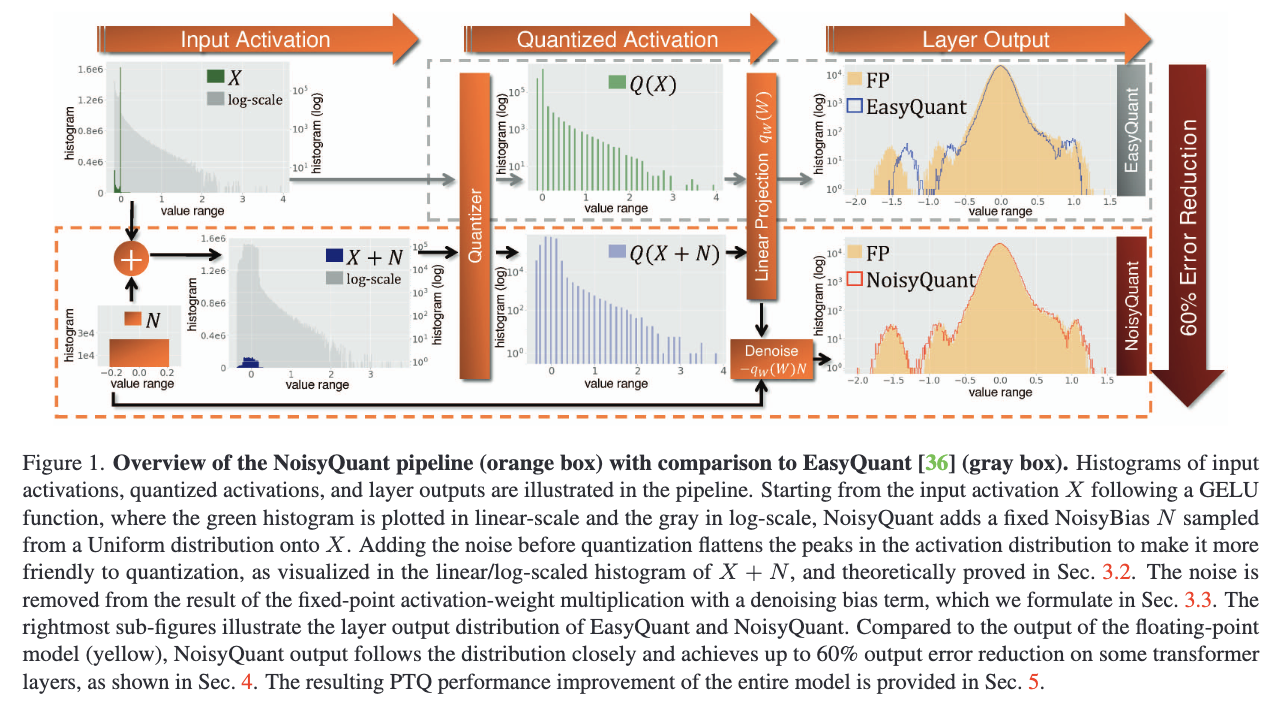 Input Activation
Quantized Activation
Layer Output
1.6e6
1.2e6
0.8e6
0.4e6
0
histogram
X
log-scale
10^5
10^3
10^1
histogram (log)
0 1 2 3 4
value range
Quantizer
histogram (log)
10^5
10^3
10^1
Q(X)
0 1 2 3 4
value range
Linear Projection q_W(W)
histogram (log)
10^4
10^3
10^2
10^1
10^0
FP
EasyQuant
−2.0 −1.5 −1.0 −0.5 0.0 0.5 1.0 1.5
value range
EasyQuant
60% Error Reduction
+
histogram
1.6e6
1.2e6
0.8e6
0.4e6
0
X + N
log-scale
10^5
10^4
10^3
10^2
10^1
10^0
histogram (log)
0 1 2 3
value range
histogram
3e4
1e4
N
−0.2 0.0 0.2
value range
histogram (log)
10^4
10^2
10^0
Q(X + N)
0 1 2 3 4
value range
Denoise
−q_W(W)N
histogram (log)
10^4
10^3
10^2
10^1
10^0
FP
NoisyQuant
−2.0 −1.5 −1.0 −0.5 0.0 0.5 1.0 1.5
value range
NoisyQuant
Figure 1. Overview of the NoisyQuant pipeline (orange box) with comparison to EasyQuant [36] (gray box). Histograms of input
activations, quantized activations, and layer outputs are illustrated in the pipeline. Starting from the input activation X following a GELU
function, where the green histogram is plotted in linear-scale and the gray in log-scale, NoisyQuant adds a fixed NoisyBias N sampled
from a Uniform distribution onto X. Adding the noise before quantization flattens the peaks in the activation distribution to make it more
friendly to quantization, as visualized in the linear/log-scaled histogram of X + N, and theoretically proved in Sec. 3.2. The noise is
removed from the result of the fixed-point activation-weight multiplication with a denoising bias term, which we formulate in Sec. 3.3. The
rightmost sub-figures illustrate the layer output distribution of EasyQuant and NoisyQuant. Compared to the output of the floating-point
model (yellow), NoisyQuant output follows the distribution closely and achieves up to 60% output error reduction on some transformer
layers, as shown in Sec. 4. The resulting PTQ performance improvement of the entire model is provided in Sec. 5.